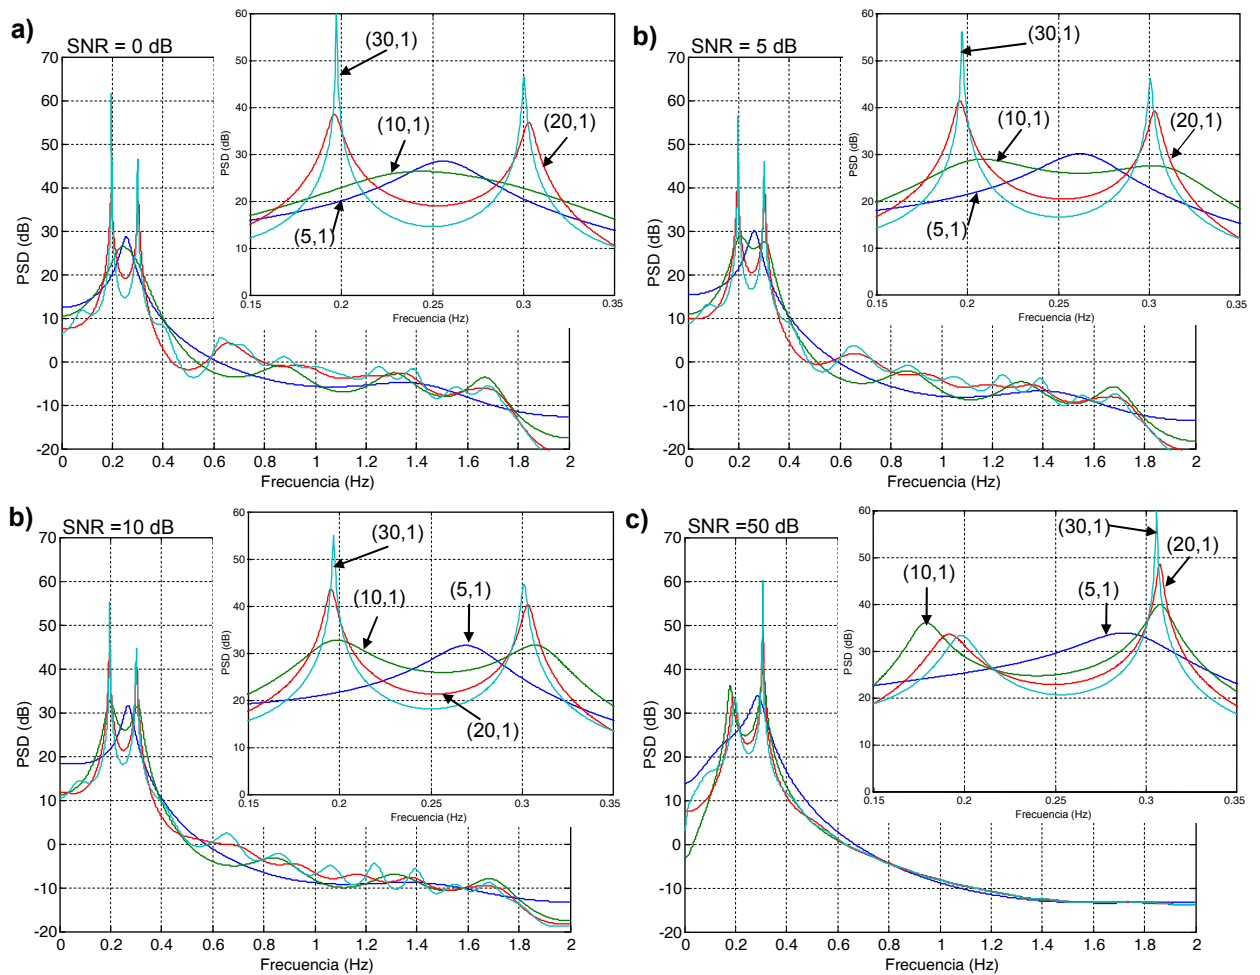 a)
SNR = 0 dB
70
60
50
40
30
20
10
0
-10
-20
0 0.2 0.4 0.6 0.8 1 1.2 1.4 1.6 1.8 2
PSD (dB)
Frecuencia (Hz)
60
50
40
30
20
10
0
0.15 0.2 0.25 0.3 0.35
PSD (dB)
Frecuencia (Hz)
(30,1)
(10,1)
(20,1)
(5,1)
b)
SNR = 5 dB
70
60
50
40
30
20
10
0
-10
-20
0 0.2 0.4 0.6 0.8 1 1.2 1.4 1.6 1.8 2
PSD (dB)
Frecuencia (Hz)
60
50
40
30
20
10
0
0.15 0.2 0.25 0.3 0.35
PSD (dB)
Frecuencia (Hz)
(30,1)
(10,1)
(20,1)
(5,1)
b)
SNR =10 dB
70
60
50
40
30
20
10
0
-10
-20
0 0.2 0.4 0.6 0.8 1 1.2 1.4 1.6 1.8 2
PSD (dB)
Frecuencia (Hz)
60
50
40
30
20
10
0
0.15 0.2 0.25 0.3 0.35
PSD (dB)
Frecuencia (Hz)
(30,1)
(10,1)
(5,1)
(20,1)
c)
SNR =50 dB
70
60
50
40
30
20
10
0
-10
-20
0 0.2 0.4 0.6 0.8 1 1.2 1.4 1.6 1.8 2
PSD (dB)
Frecuencia (Hz)
60
50
40
30
20
10
0
0.15 0.2 0.25 0.3 0.35
PSD (dB)
Frecuencia (Hz)
(30,1)
(20,1)
(10,1)
(5,1)